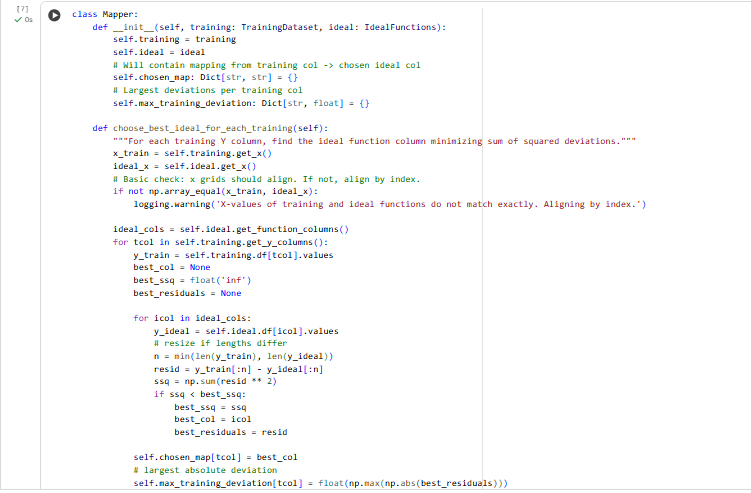 [7]
0s
class Mapper:
    def __init__(self, training: TrainingDataset, ideal: IdealFunctions):
        self.training = training
        self.ideal = ideal
        # Will contain mapping from training col -> chosen ideal col
        self.chosen_map: Dict[str, str] = {}
        # Largest deviations per training col
        self.max_training_deviation: Dict[str, float] = {}

    def choose_best_ideal_for_each_training(self):
        """For each training Y column, find the ideal function column minimizing sum of squared deviations."""
        x_train = self.training.get_x()
        ideal_x = self.ideal.get_x()
        # Basic check: x grids should align. If not, align by index.
        if not np.array_equal(x_train, ideal_x):
            logging.warning('X-values of training and ideal functions do not match exactly. Aligning by index.')

        ideal_cols = self.ideal.get_function_columns()
        for tcol in self.training.get_y_columns():
            y_train = self.training.df[tcol].values
            best_col = None
            best_ssq = float('inf')
            best_residuals = None

            for icol in ideal_cols:
                y_ideal = self.ideal.df[icol].values
                # resize if lengths differ
                n = min(len(y_train), len(y_ideal))
                resid = y_train[:n] - y_ideal[:n]
                ssq = np.sum(resid ** 2)
                if ssq < best_ssq:
                    best_ssq = ssq
                    best_col = icol
                    best_residuals = resid

            self.chosen_map[tcol] = best_col
            # largest absolute deviation
            self.max_training_deviation[tcol] = float(np.max(np.abs(best_residuals)))